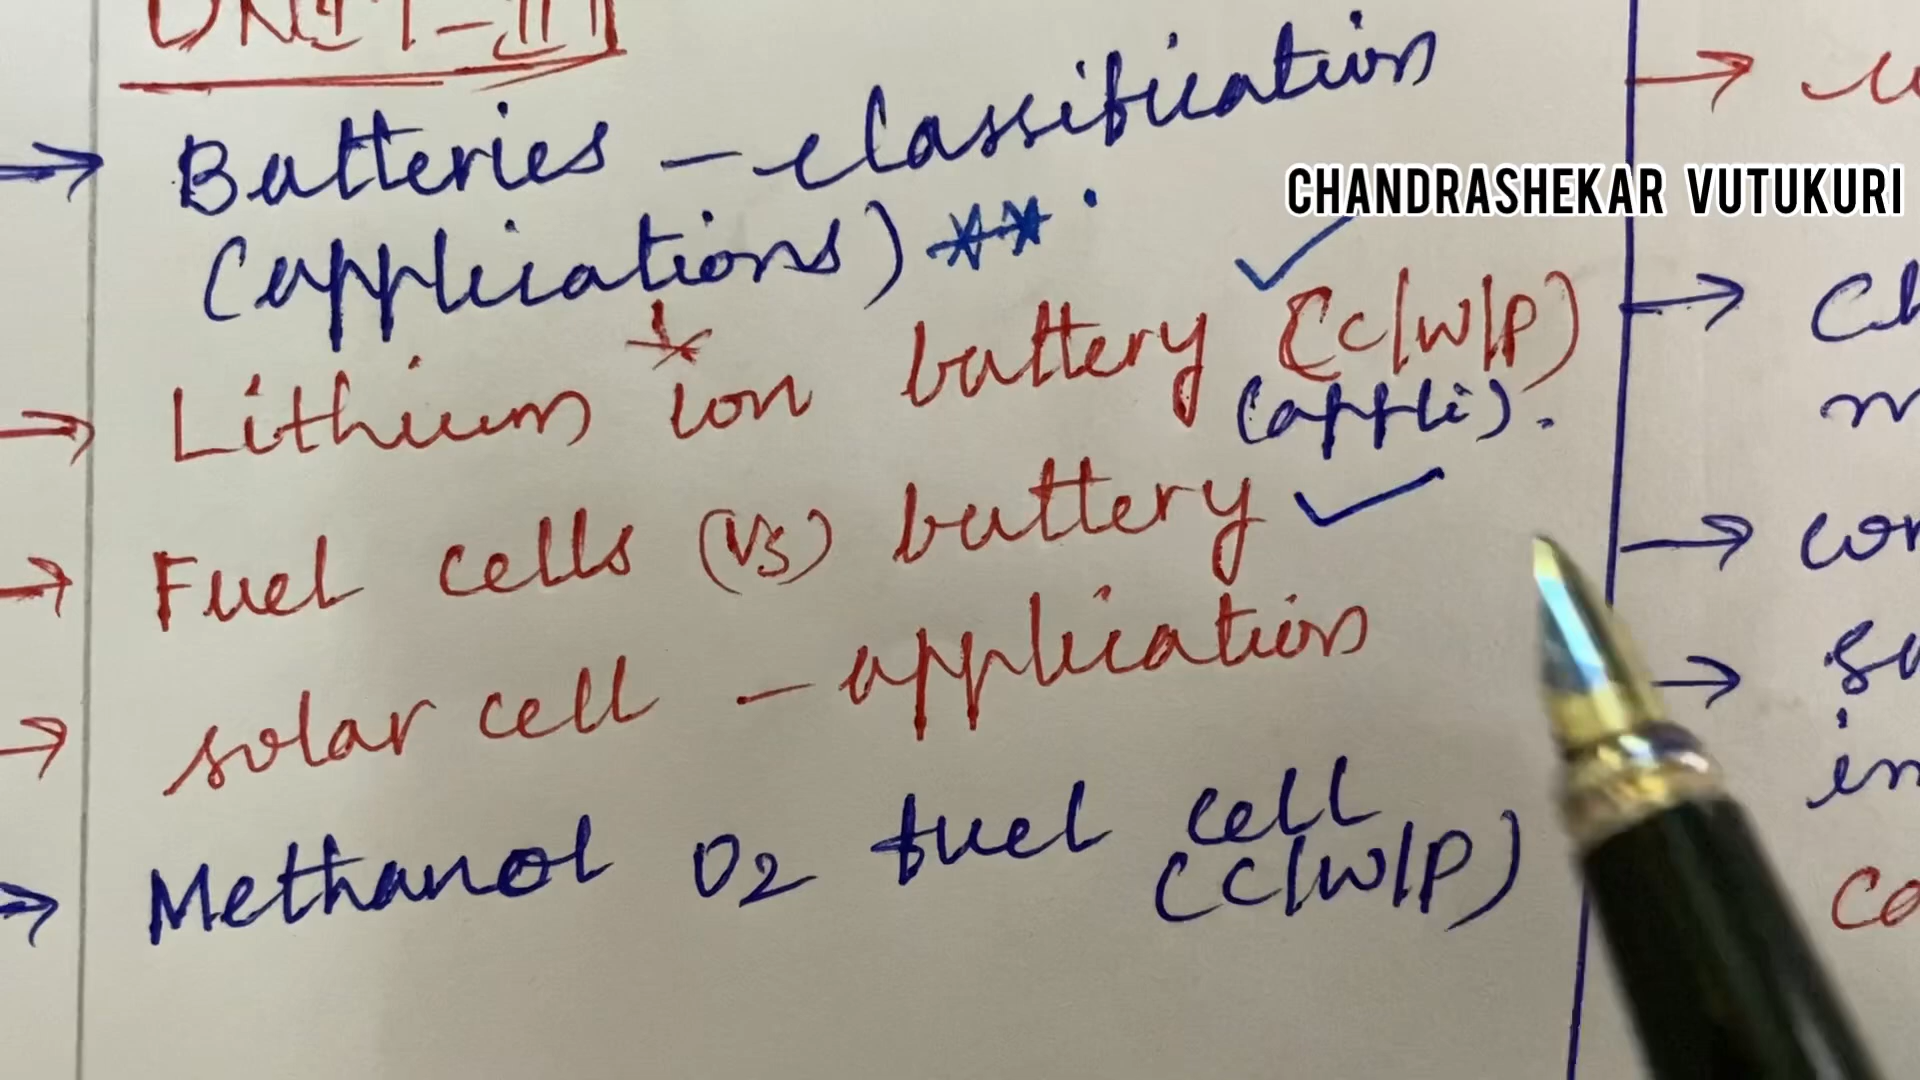 UNIT-III
Batteries - classification
(applications) **
CHANDRASHEKAR VUTUKURI
Lithium ion battery (C/W/P)
(appli).
Fuel cells (Vs) battery
solar cell - application
Methanol O2 fuel cell
(C/W/P)